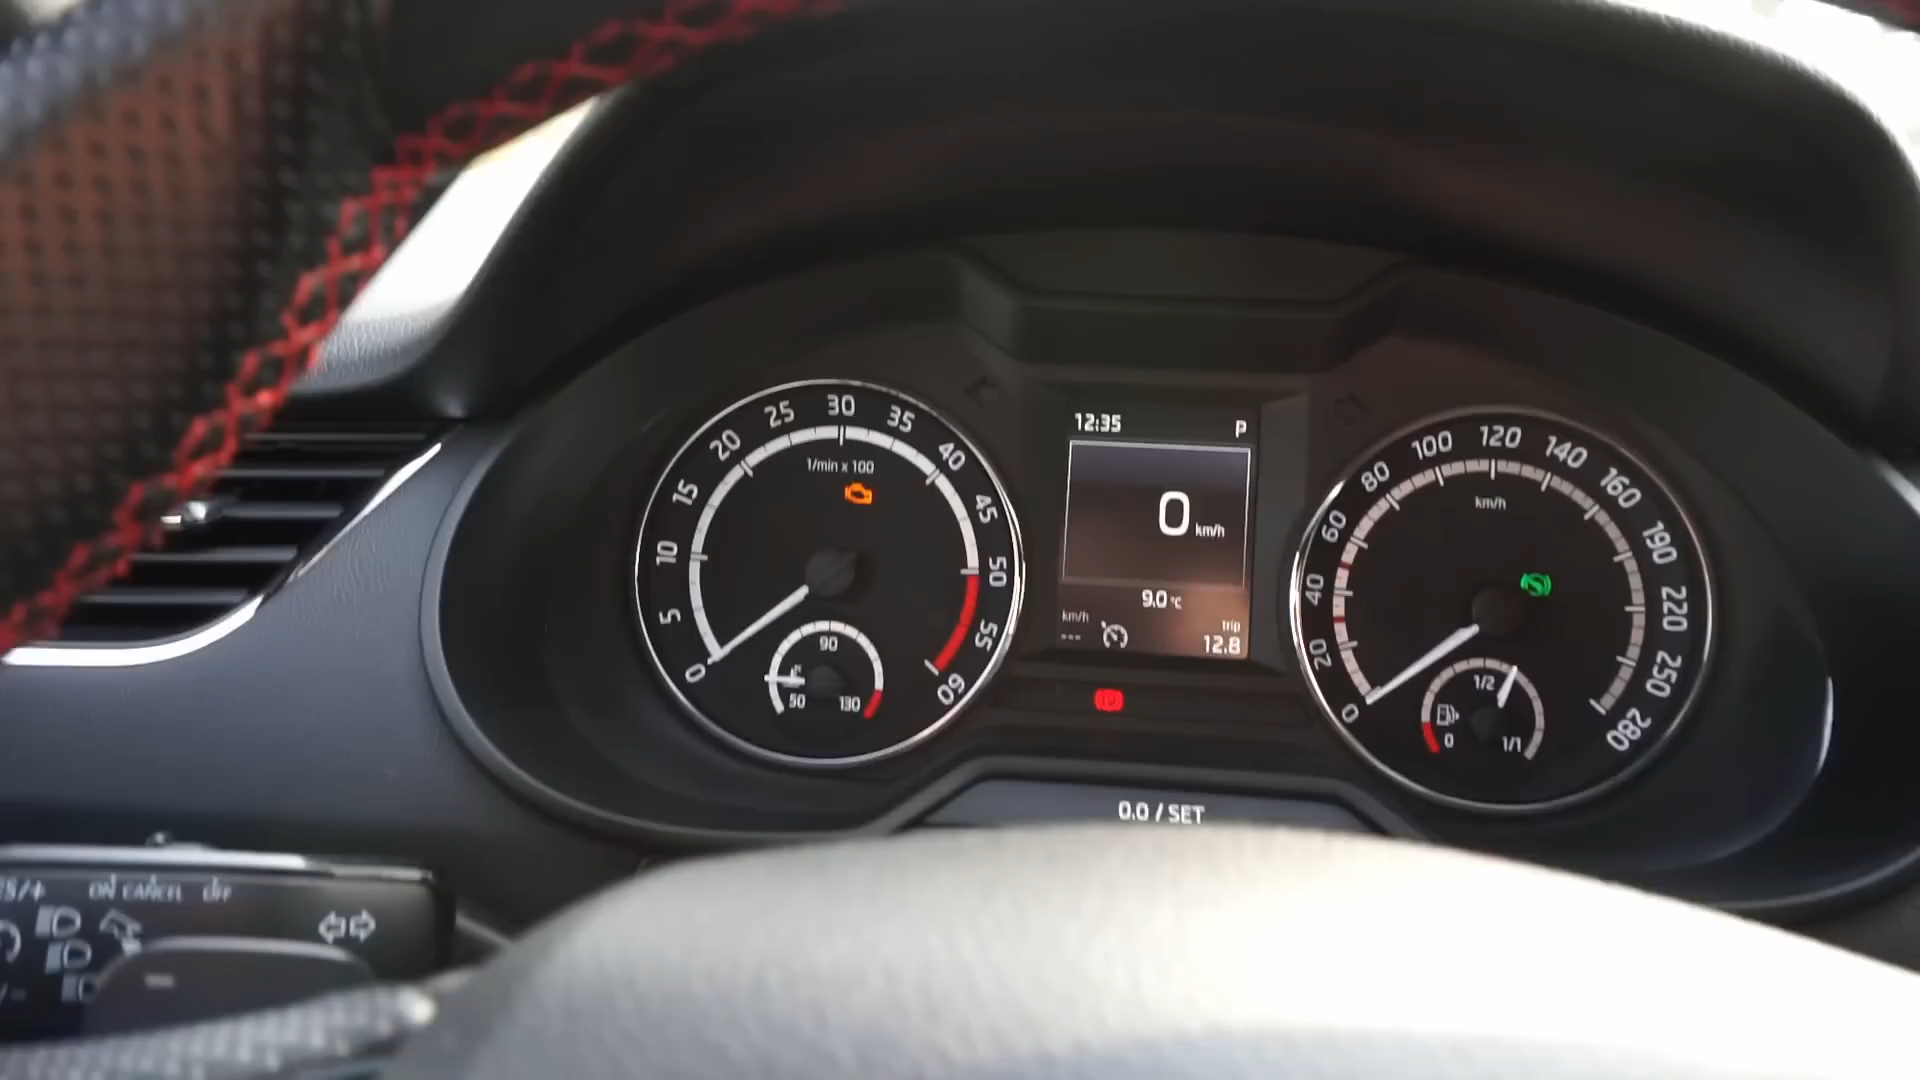 0 5 10 15 20 25 30 35 40 45 50 55 60
1/min x 100
50 90 130
12:35 P
0 km/h
9.0 °C
km/h
---
trip
12.8
0 20 40 60 80 100 120 140 160 190 220 250 280
km/h
0 1/2 1/1
0.0 / SET
ON CANCEL OFF